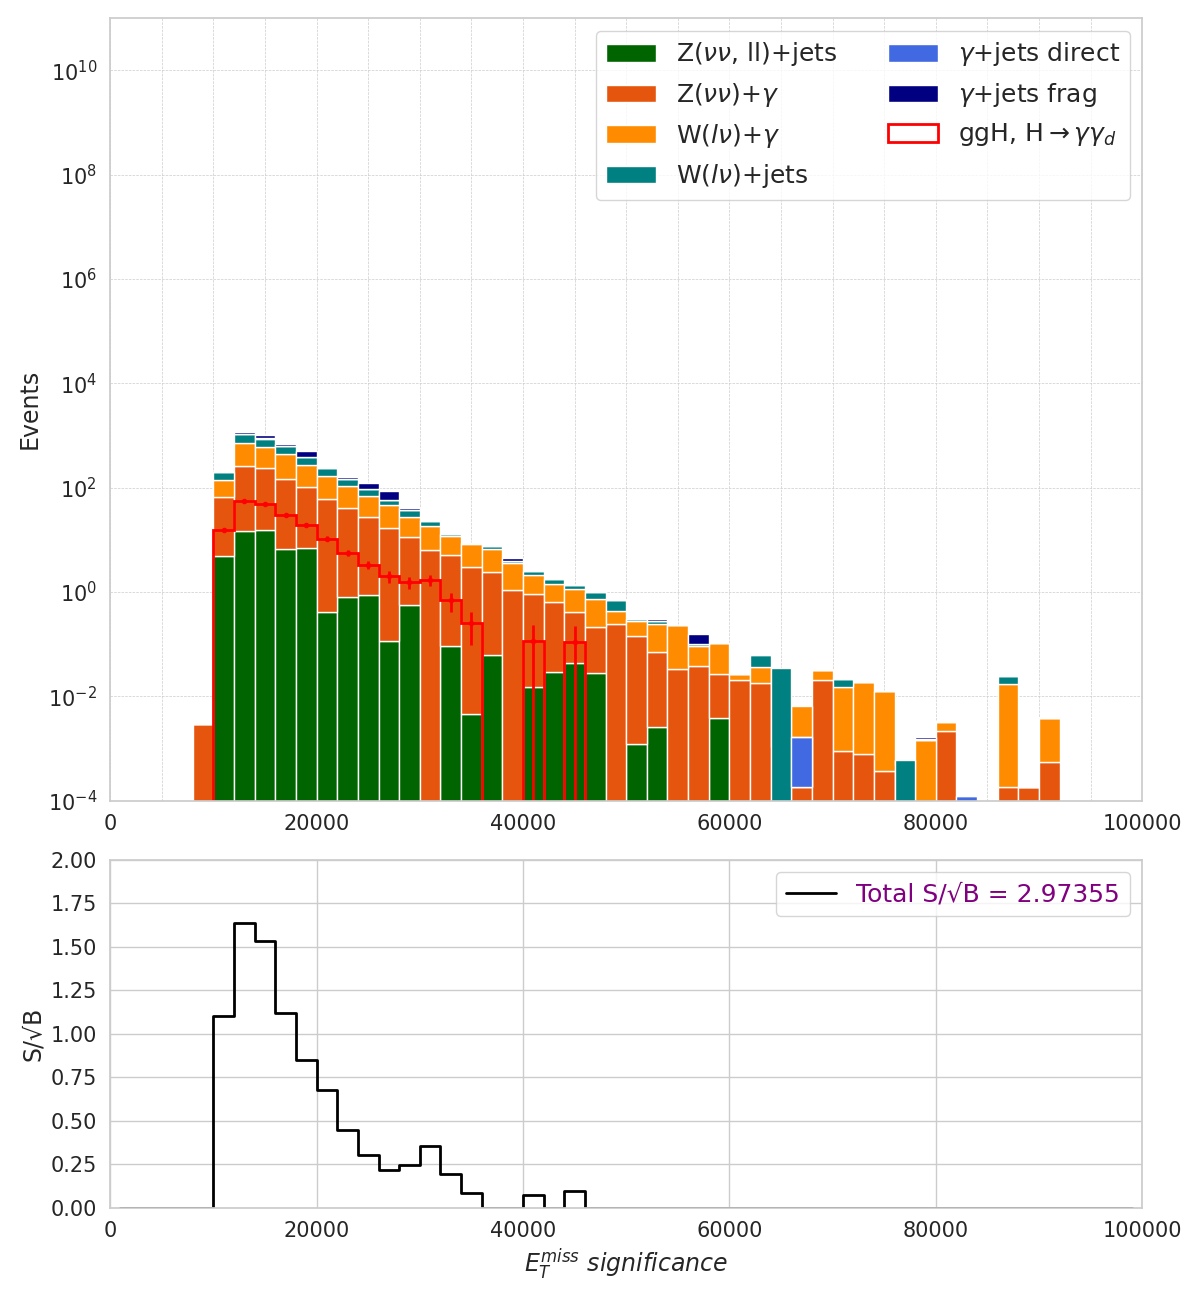 Z(νν, ll)+jets
Z(νν)+γ
W(lν)+γ
W(lν)+jets
γ+jets direct
γ+jets frag
ggH, H→γγ_d
Events
10^10
10^8
10^6
10^4
10^2
10^0
10^−2
10^−4
0 20000 40000 60000 80000 100000
Total S/√B = 2.97355
S/√B
2.00
1.75
1.50
1.25
1.00
0.75
0.50
0.25
0.00
0 20000 40000 60000 80000 100000
E_T^miss significance